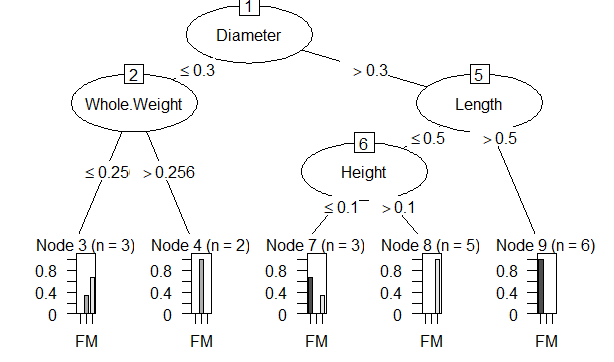 1
Diameter
≤ 0.3
> 0.3
2
Whole.Weight
5
Length
≤ 0.25
> 0.256
6
Height
≤ 0.5
> 0.5
≤ 0.1
> 0.1
Node 3 (n = 3)
Node 4 (n = 2)
Node 7 (n = 3)
Node 8 (n = 5)
Node 9 (n = 6)
0.8 0.8 0.8 0.8 0.8
0.4 0.4 0.4 0.4 0.4
0 0 0 0 0
FM FM FM FM FM